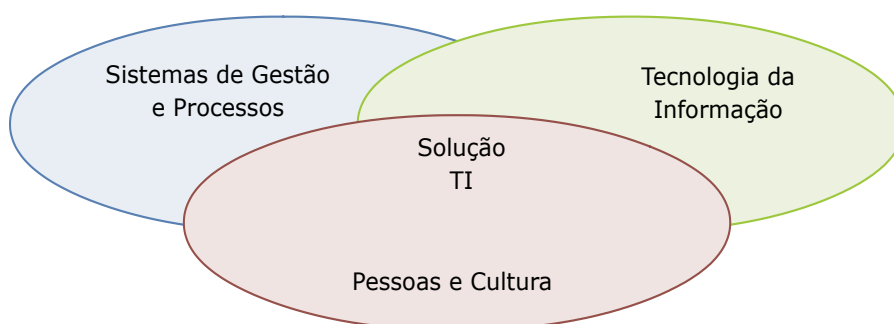 Sistemas de Gestão
e Processos
Tecnologia da
Informação
Solução
TI
Pessoas e Cultura